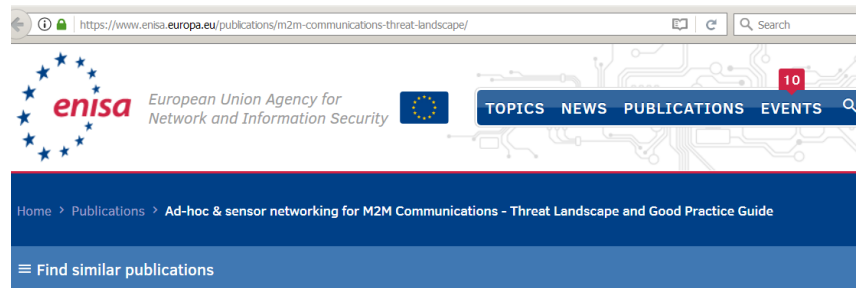 https://www.enisa.europa.eu/publications/m2m-communications-threat-landscape/
Search
enisa
European Union Agency for
Network and Information Security
10
TOPICS NEWS PUBLICATIONS EVENTS
Home > Publications > Ad-hoc & sensor networking for M2M Communications - Threat Landscape and Good Practice Guide
≡ Find similar publications